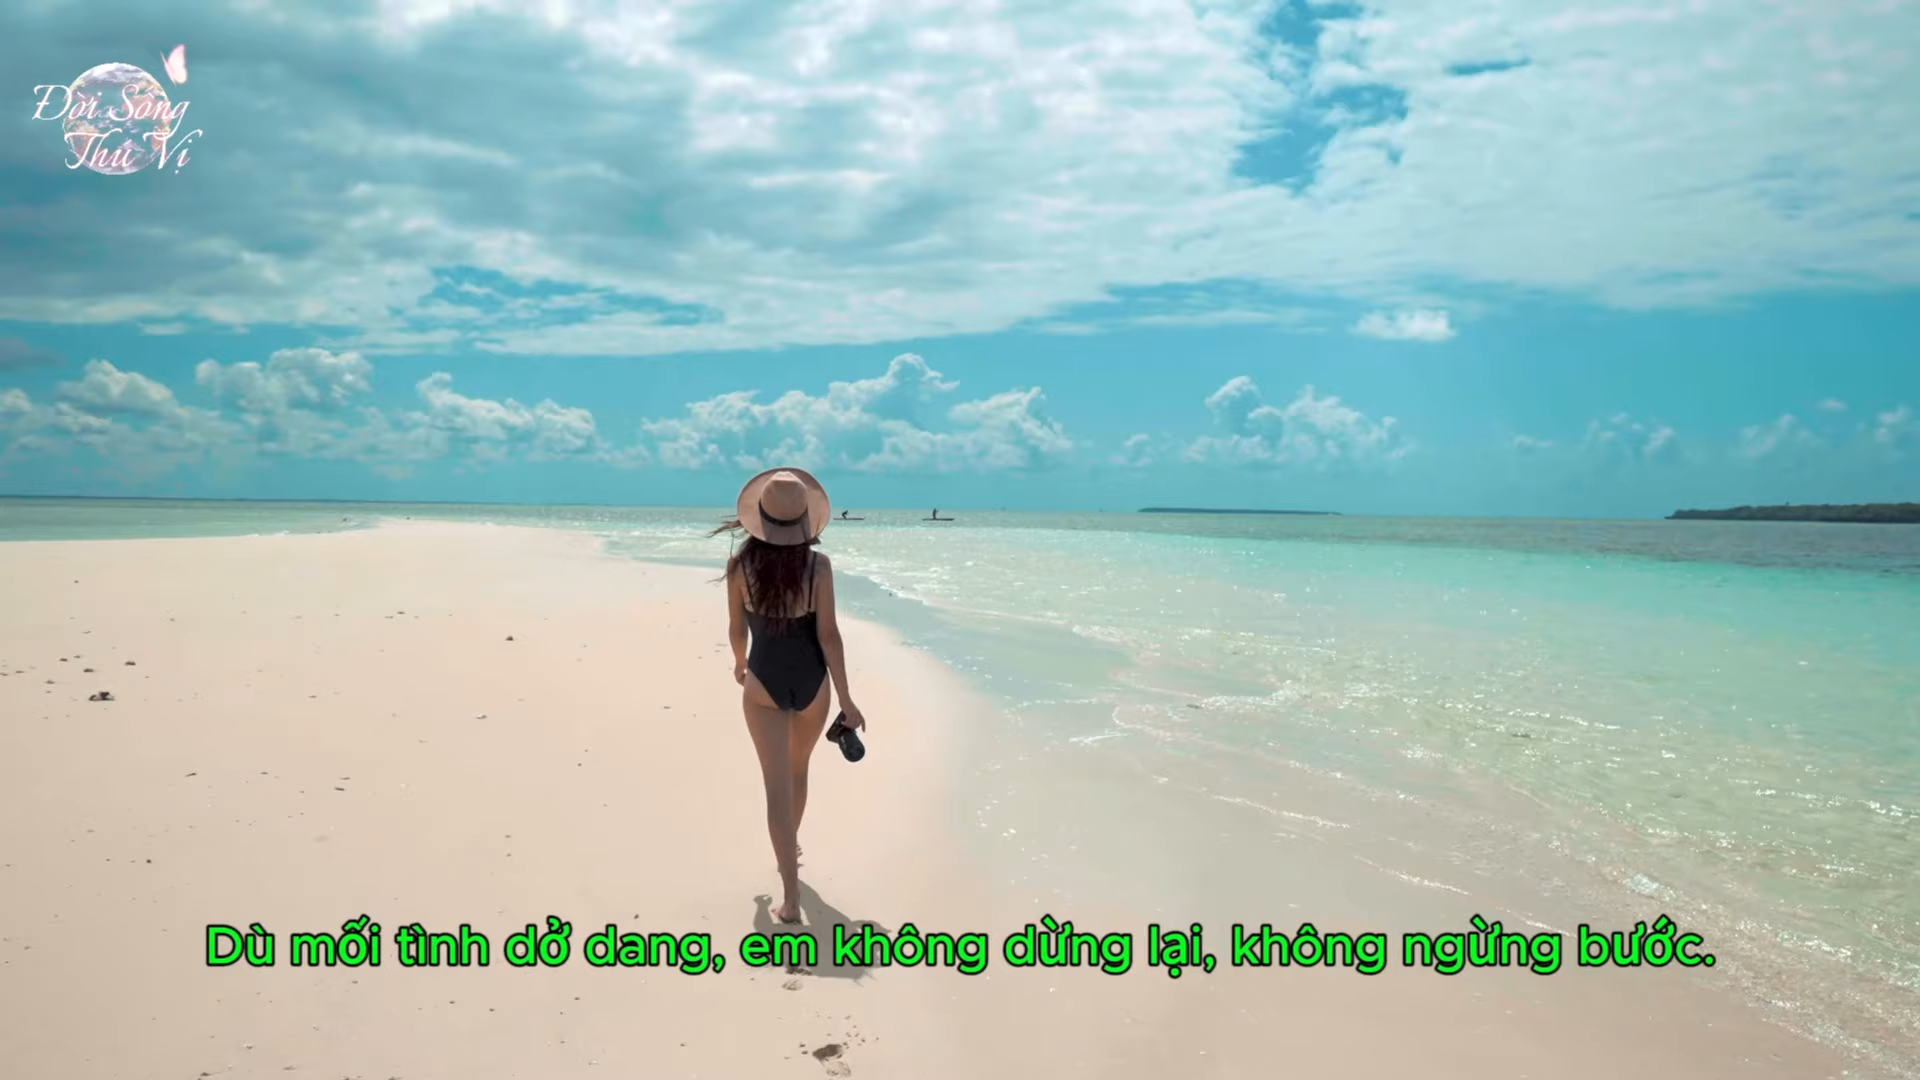 Đời Sống
Thú Vị
Dù mối tình dở dang, em không dừng lại, không ngừng bước.